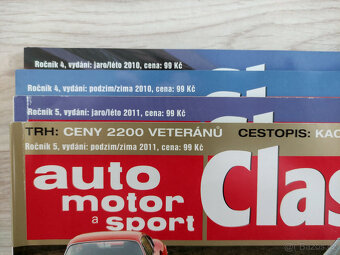 Ročník 4, vydání: jaro/léto 2010, cena: 99 Kč
Ročník 4, vydání: podzim/zima 2010, cena: 99 Kč
Ročník 5, vydání: jaro/léto 2011, cena: 99 Kč
TRH: CENY 2200 VETERÁNŮ CESTOPIS:
Ročník 5, vydání: podzim/zima 2011, cena: 99 Kč
auto
motor
a sport
Clas